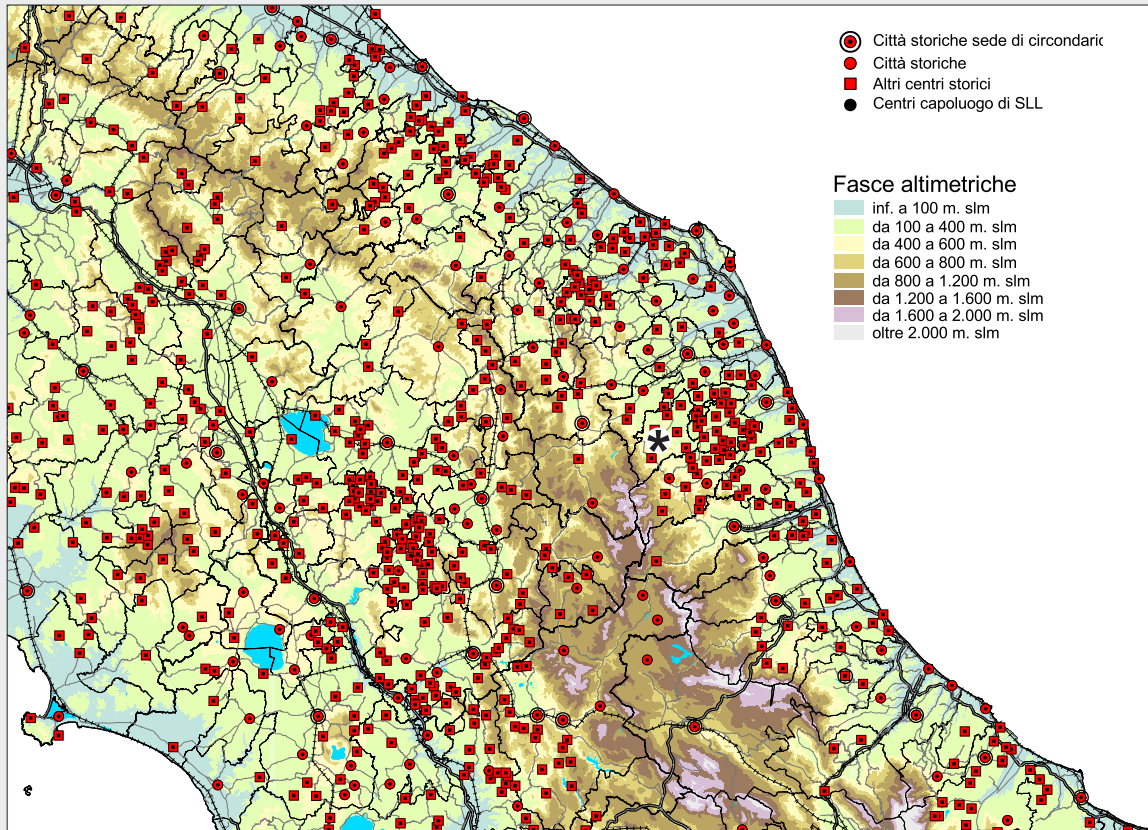 Città storiche sede di circondaric
Città storiche
Altri centri storici
Centri capoluogo di SLL
Fasce altimetriche
inf. a 100 m. slm
da 100 a 400 m. slm
da 400 a 600 m. slm
da 600 a 800 m. slm
da 800 a 1.200 m. slm
da 1.200 a 1.600 m. slm
da 1.600 a 2.000 m. slm
oltre 2.000 m. slm
*